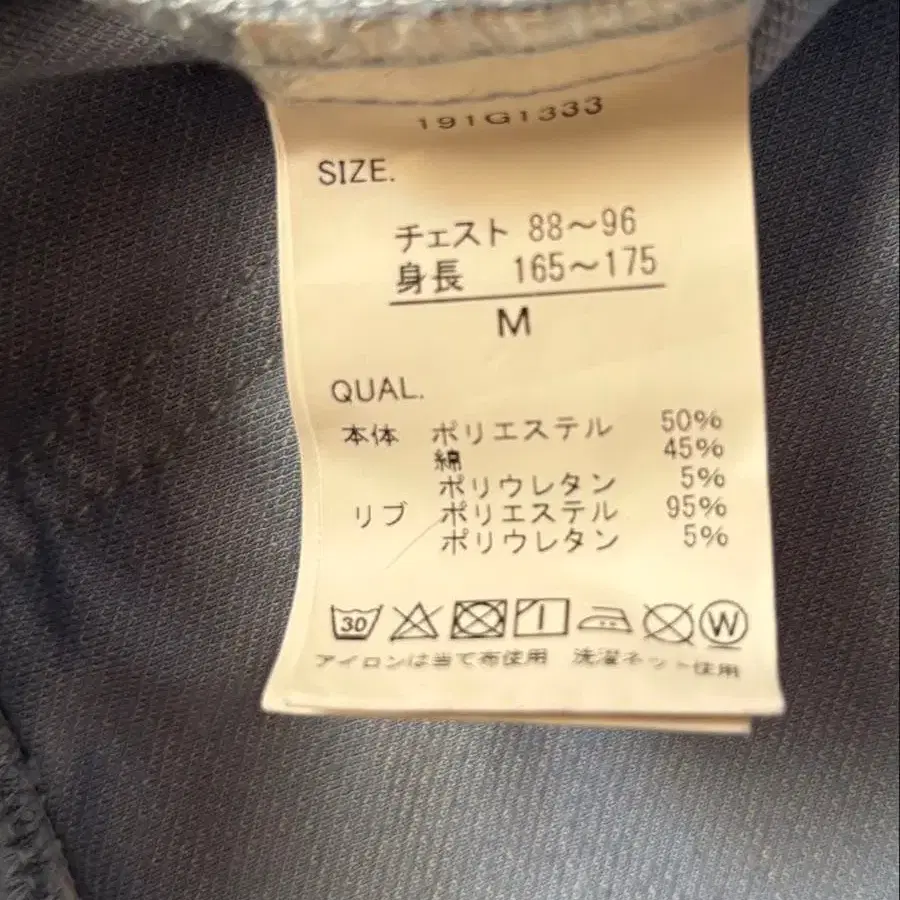 191G1333
SIZE.
チェスト 88～96
身長 165～175
M
QUAL.
本体 ポリエステル 50%
綿 45%
ポリウレタン 5%
リブ ポリエステル 95%
ポリウレタン 5%
30 W
アイロンは当て布使用 洗濯ネット使用